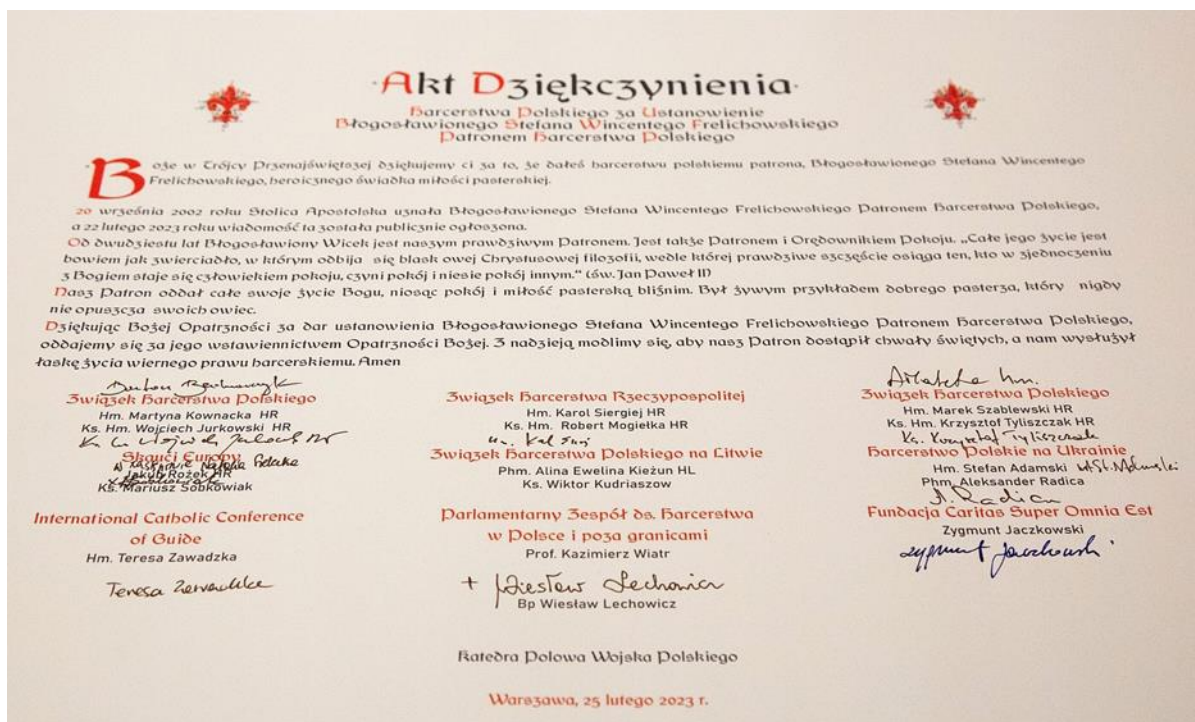 Akt Dziękczynienia
Harcerstwa Polskiego za Ustanowienie
Błogosławionego Stefana Wincentego Frelichowskiego
Patronem Harcerstwa Polskiego
Boże w Trójcy Przenajświętszej dziękujemy ci za to, że dałeś harcerstwu polskiemu patrona, Błogosławionego Stefana Wincentego
Frelichowskiego, heroicznego świadka miłości pasterskiej.
20 września 2002 roku Stolica Apostolska uznała Błogosławionego Stefana Wincentego Frelichowskiego Patronem Harcerstwa Polskiego,
a 22 lutego 2023 roku wiadomość ta została publicznie ogłoszona.
Od dwudziestu lat Błogosławiony Wicek jest naszym prawdziwym Patronem. Jest także Patronem i Orędownikiem Pokoju. „Całe jego życie jest
bowiem jak zwierciadło, w którym odbija się blask owej Chrystusowej filozofii, wedle której prawdziwe szczęście osiąga ten, kto w zjednoczeniu
z Bogiem staje się człowiekiem pokoju, czyni pokój i niesie pokój innym.“ (św. Jan Paweł II)
Nasz Patron oddał całe swoje życie Bogu, niosąc pokój i miłość pasterską bliźnim. Był żywym przykładem dobrego pasterza, który nigdy
nie opuszcza swoich owiec.
Dziękując Bożej Opatrzności za dar ustanowienia Błogosławionego Stefana Wincentego Frelichowskiego Patronem Harcerstwa Polskiego,
oddajemy się za jego wstawiennictwem Opatrzności Bożej. Z nadzieją modlimy się, aby nasz Patron dostąpił chwały świętych, a nam wysłużył
łaskę życia wiernego prawu harcerskiemu. Amen
Związek Harcerstwa Polskiego
Hm. Martyna Kownacka HR
Ks. Hm. Wojciech Jurkowski HR
Skauci Europy
Jakub Rożek HR
Ks. Mariusz Sobkowiak
International Catholic Conference
of Guide
Hm. Teresa Zawadzka
Teresa Zawadzka
Związek Harcerstwa Rzeczypospolitej
Hm. Karol Siergiej HR
Ks. Hm. Robert Mogiełka HR
Związek Harcerstwa Polskiego na Litwie
Phm. Alina Ewelina Kieżun HL
Ks. Wiktor Kudriaszow
Parlamentarny Zespół ds. Harcerstwa
w Polsce i poza granicami
Prof. Kazimierz Wiatr
+ Wiesław Lechowicz
Bp Wiesław Lechowicz
Związek Harcerstwa Polskiego
Hm. Marek Szablewski HR
Ks. Hm. Krzysztof Tyliszczak HR
Ks. Krzysztof Tyliszczak
Harcerstwo Polskie na Ukrainie
Hm. Stefan Adamski
Phm. Aleksander Radica
A. Radica
Fundacja Caritas Super Omnia Est
Zygmunt Jaczkowski
Zygmunt Jaczkowski
Katedra Polowa Wojska Polskiego
Warszawa, 25 lutego 2023 r.